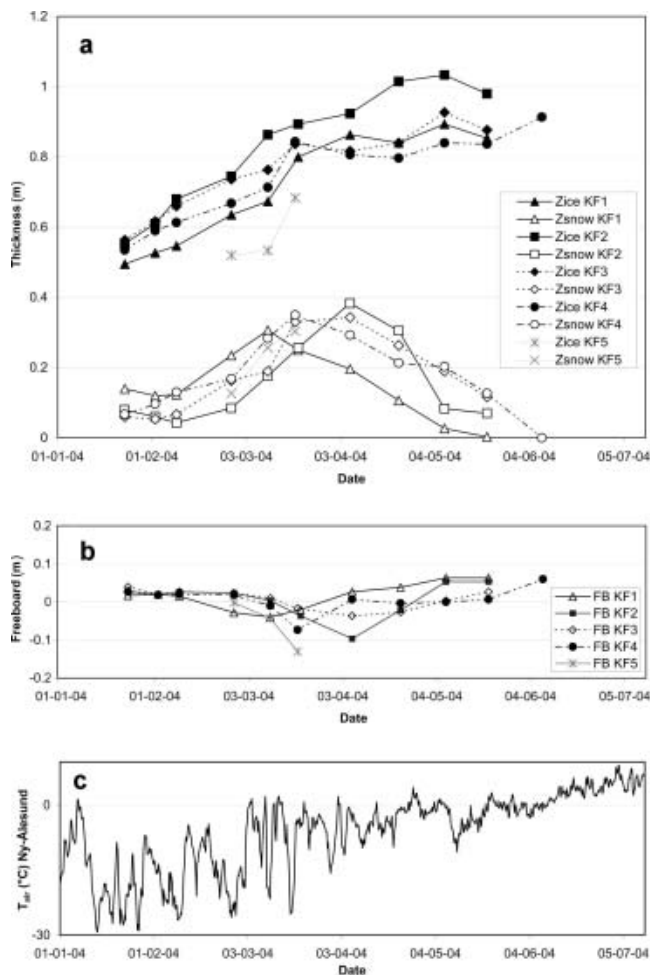 a
1.2
1
0.8
0.6
0.4
0.2
0
Thickness (m)
Zice KF1
Zsnow KF1
Zice KF2
Zsnow KF2
Zice KF3
Zsnow KF3
Zice KF4
Zsnow KF4
Zice KF5
Zsnow KF5
01-01-04 01-02-04 03-03-04 03-04-04 04-05-04 04-06-04 05-07-04
Date
b
0.2
0.1
0
-0.1
-0.2
Freeboard (m)
FB KF1
FB KF2
FB KF3
FB KF4
FB KF5
01-01-04 01-02-04 03-03-04 03-04-04 04-05-04 04-06-04 05-07-04
Date
c
0
-30
Tair (°C) Ny-Alesund
01-01-04 01-02-04 03-03-04 03-04-04 04-05-04 04-06-04 05-07-04
Date